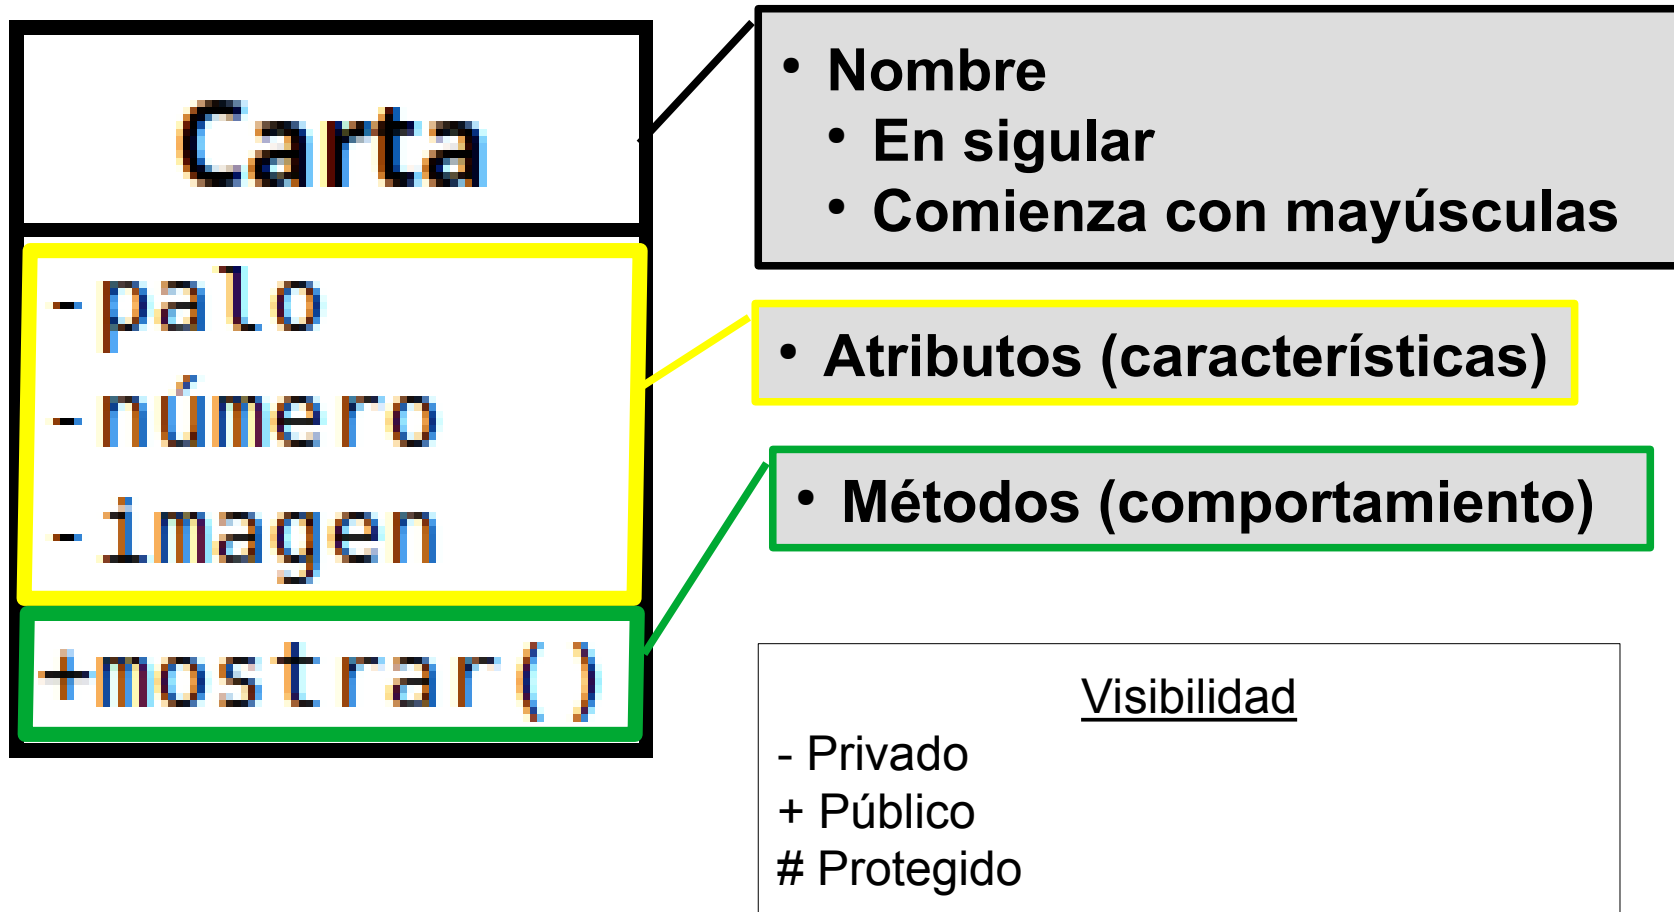 Carta
-palo
-número
-imagen
+mostrar()
• Nombre
• En sigular
• Comienza con mayúsculas
• Atributos (características)
• Métodos (comportamiento)
Visibilidad
- Privado
+ Público
# Protegido